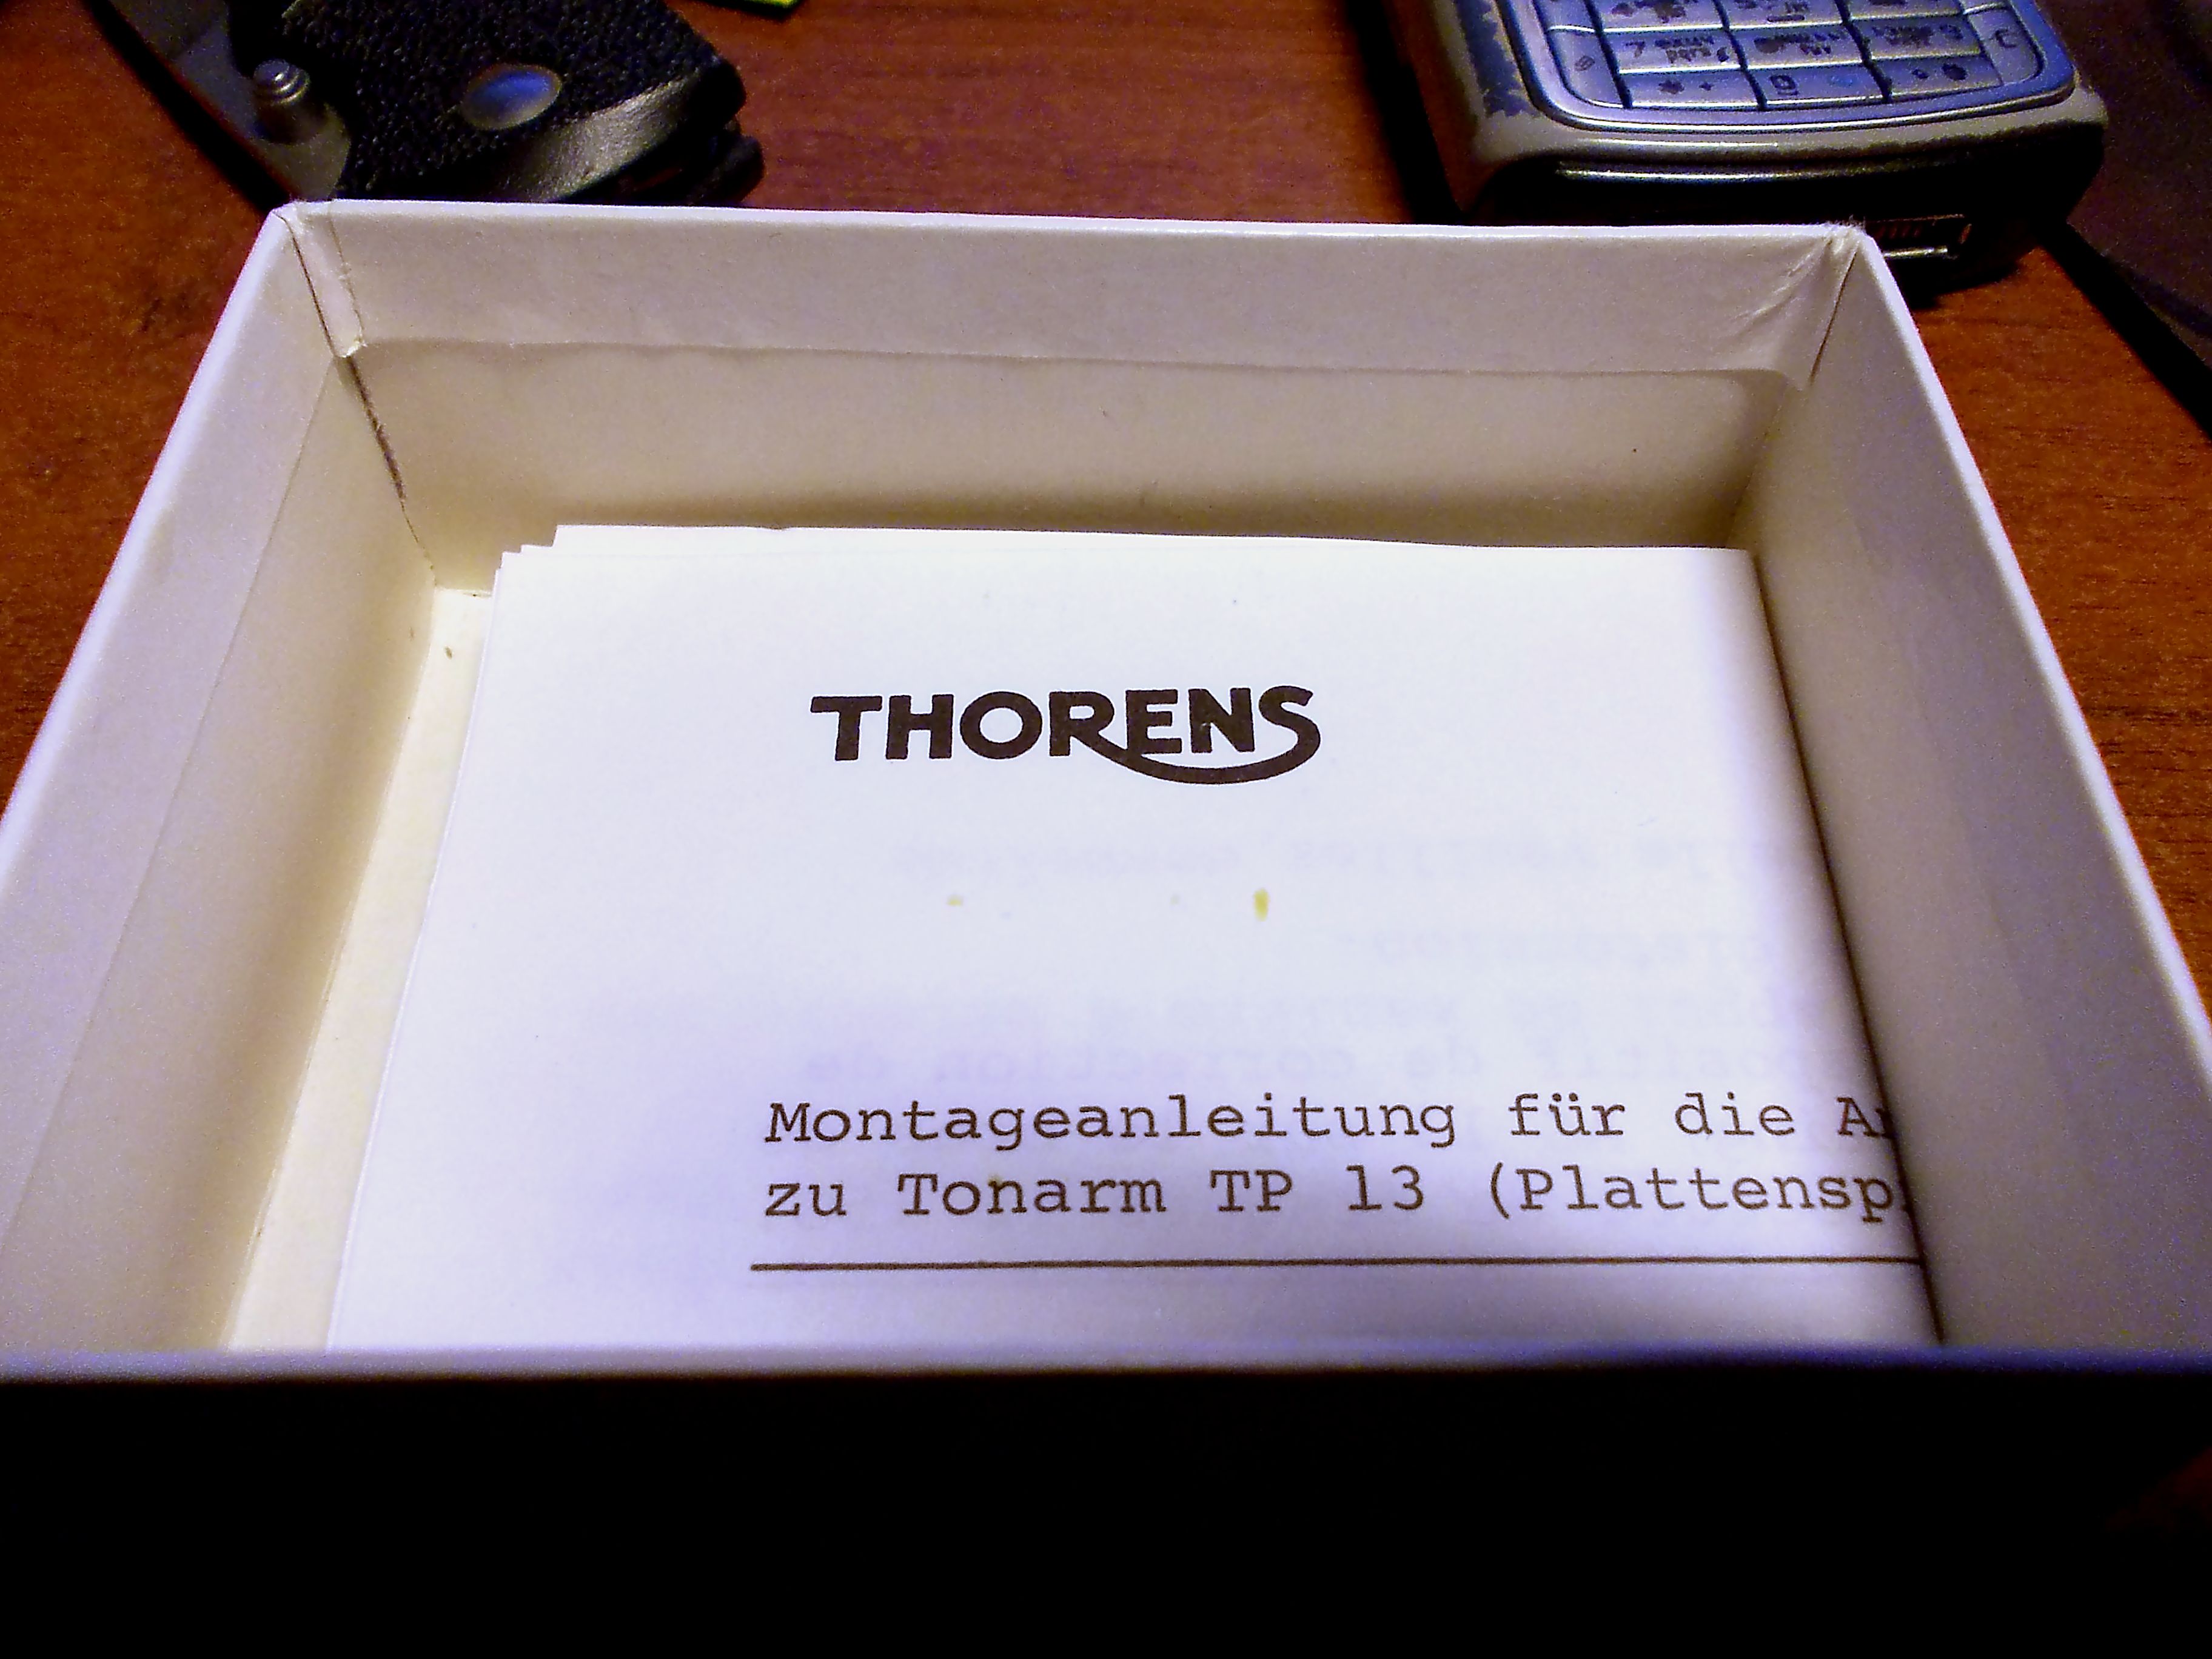 THORENS
Montageanleitung für die
zu Tonarm TP 13 (Plattensp